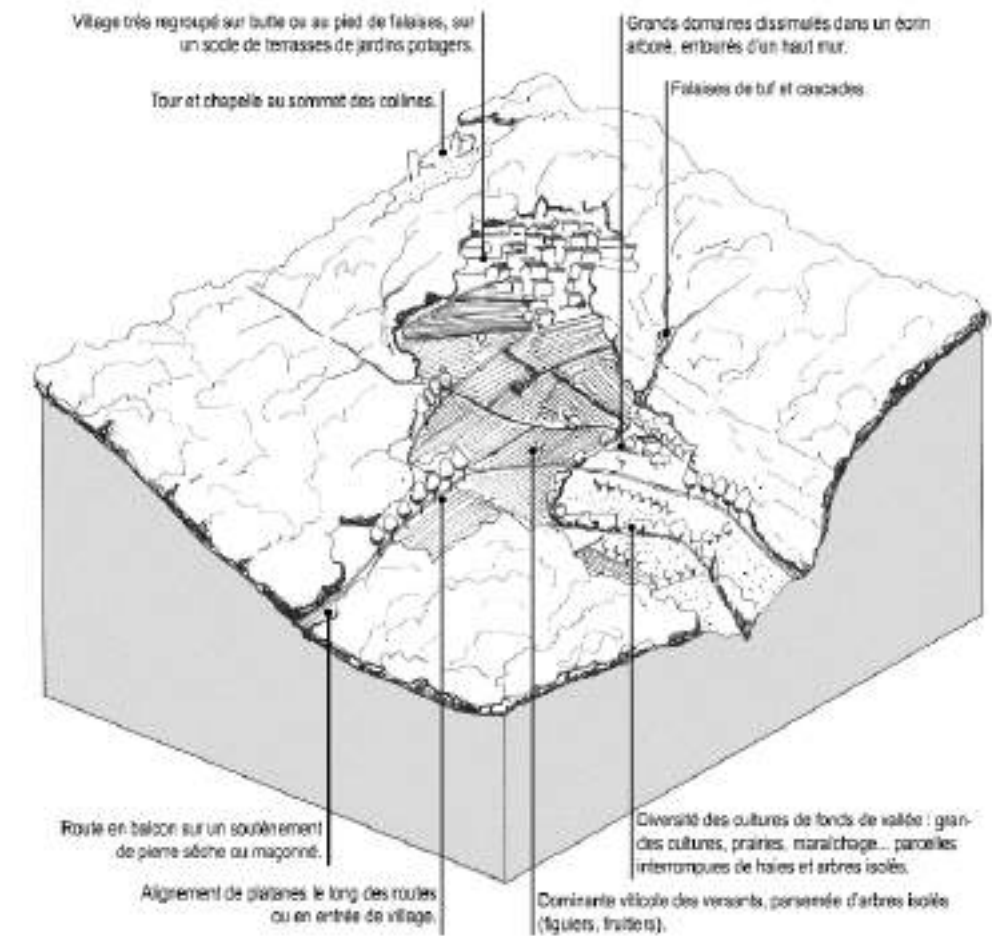 Village très regroupé sur butte ou au pied de falaises, sur
un socle de terrasses de jardins potagers.
Grands domaines dissimulés dans un écrin
arboré, entourés d'un haut mur.
Tour et chapelle au sommet des collines.
Falaises de tuf et cascades.
Route en balcon sur un soutènement
de pierre sèche ou maçonné.
Alignement de platanes le long des routes
ou en entrée de village.
Diversité des cultures de fonds de vallée : gran-
des cultures, prairies, maraîchage... parcelles
interrompues de haies et arbres isolés.
Dominante viticole des versants, parsemée d'arbres isolés
(figuiers, fruitiers).